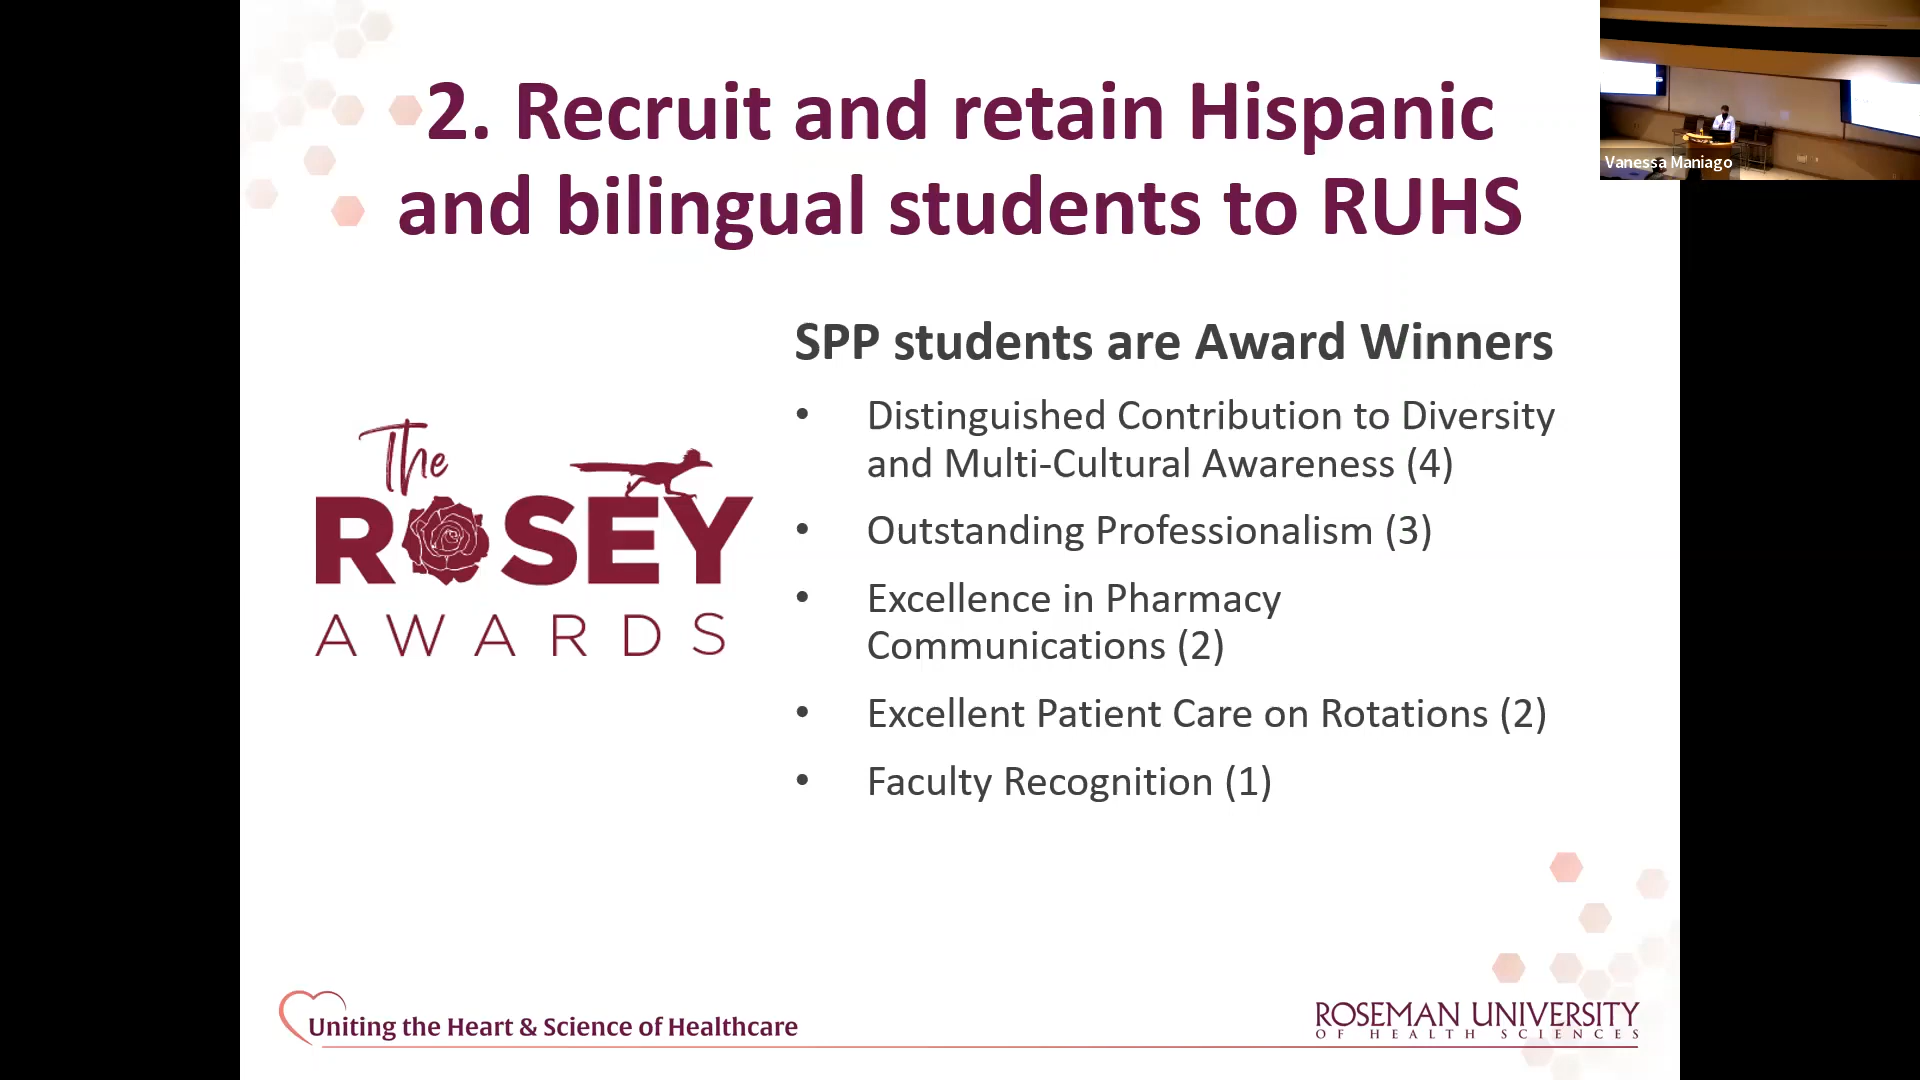 2. Recruit and retain Hispanic
and bilingual students to RUHS
Vanessa Maniago
SPP students are Award Winners
• Distinguished Contribution to Diversity
and Multi-Cultural Awareness (4)
• Outstanding Professionalism (3)
• Excellence in Pharmacy
Communications (2)
• Excellent Patient Care on Rotations (2)
• Faculty Recognition (1)
The
ROSEY
AWARDS
Uniting the Heart & Science of Healthcare
ROSEMAN UNIVERSITY
OF HEALTH SCIENCES